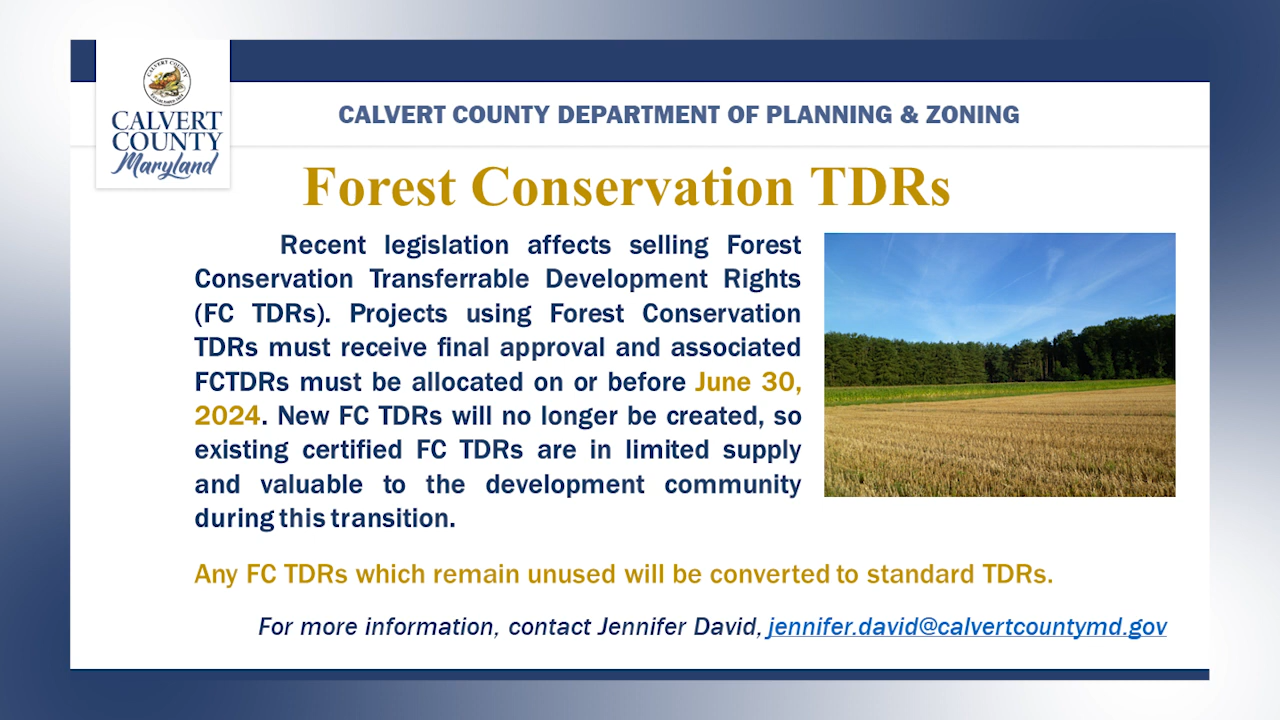 CALVERT COUNTY
CALVERT
COUNTY
Maryland
CALVERT COUNTY DEPARTMENT OF PLANNING & ZONING
Forest Conservation TDRs
Recent legislation affects selling Forest
Conservation Transferrable Development Rights
(FC TDRs). Projects using Forest Conservation
TDRs must receive final approval and associated
FCTDRs must be allocated on or before June 30,
2024. New FC TDRs will no longer be created, so
existing certified FC TDRs are in limited supply
and valuable to the development community
during this transition.
Any FC TDRs which remain unused will be converted to standard TDRs.
For more information, contact Jennifer David, jennifer.david@calvertcountymd.gov